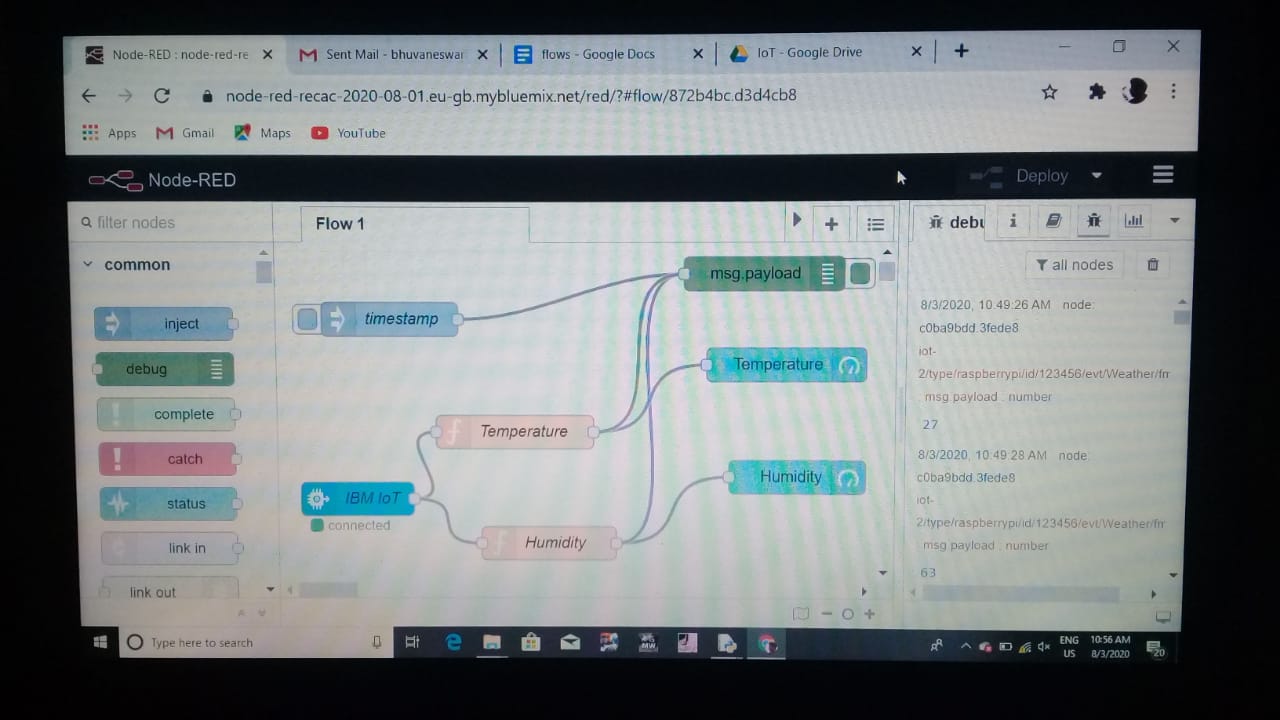 Node-RED : node-red-re
Sent Mail - bhuvaneswar
flows - Google Docs
IoT - Google Drive
node-red-recac-2020-08-01.eu-gb.mybluemix.net/red/?#flow/872b4bc.d3d4cb8
Apps
Gmail
Maps
YouTube
Node-RED
Deploy
filter nodes
Flow 1
debu
i
common
all nodes
inject
debug
complete
catch
status
link in
link out
timestamp
msg.payload
Temperature
Temperature
Humidity
IBM IoT
connected
Humidity
8/3/2020, 10:49:26 AM node:
c0ba9bdd.3fede8
iot-
2/type/raspberrypi/id/123456/evt/Weather/fm
msg.payload : number
27
8/3/2020, 10:49:28 AM node:
c0ba9bdd.3fede8
iot-
2/type/raspberrypi/id/123456/evt/Weather/fm
msg.payload : number
63
Type here to search
MW
ENG
US
10:56 AM
8/3/2020
20